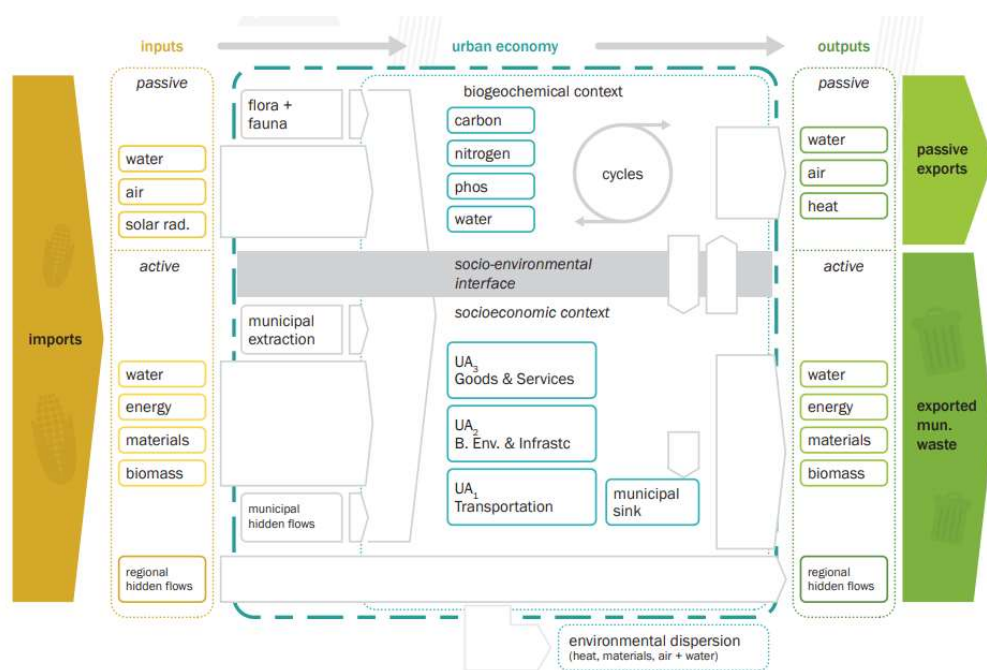 inputs
urban economy
outputs
imports
passive
water
air
solar rad.
active
water
energy
materials
biomass
regional
hidden flows
flora +
fauna
municipal
extraction
municipal
hidden flows
biogeochemical context
carbon
nitrogen
phos
water
cycles
socio-environmental
interface
socioeconomic context
UA3
Goods & Services
UA2
B. Env. & Infrastc
UA1
Transportation
municipal
sink
environmental dispersion
(heat, materials, air + water)
passive
water
air
heat
active
water
energy
materials
biomass
regional
hidden flows
passive
exports
exported
mun.
waste